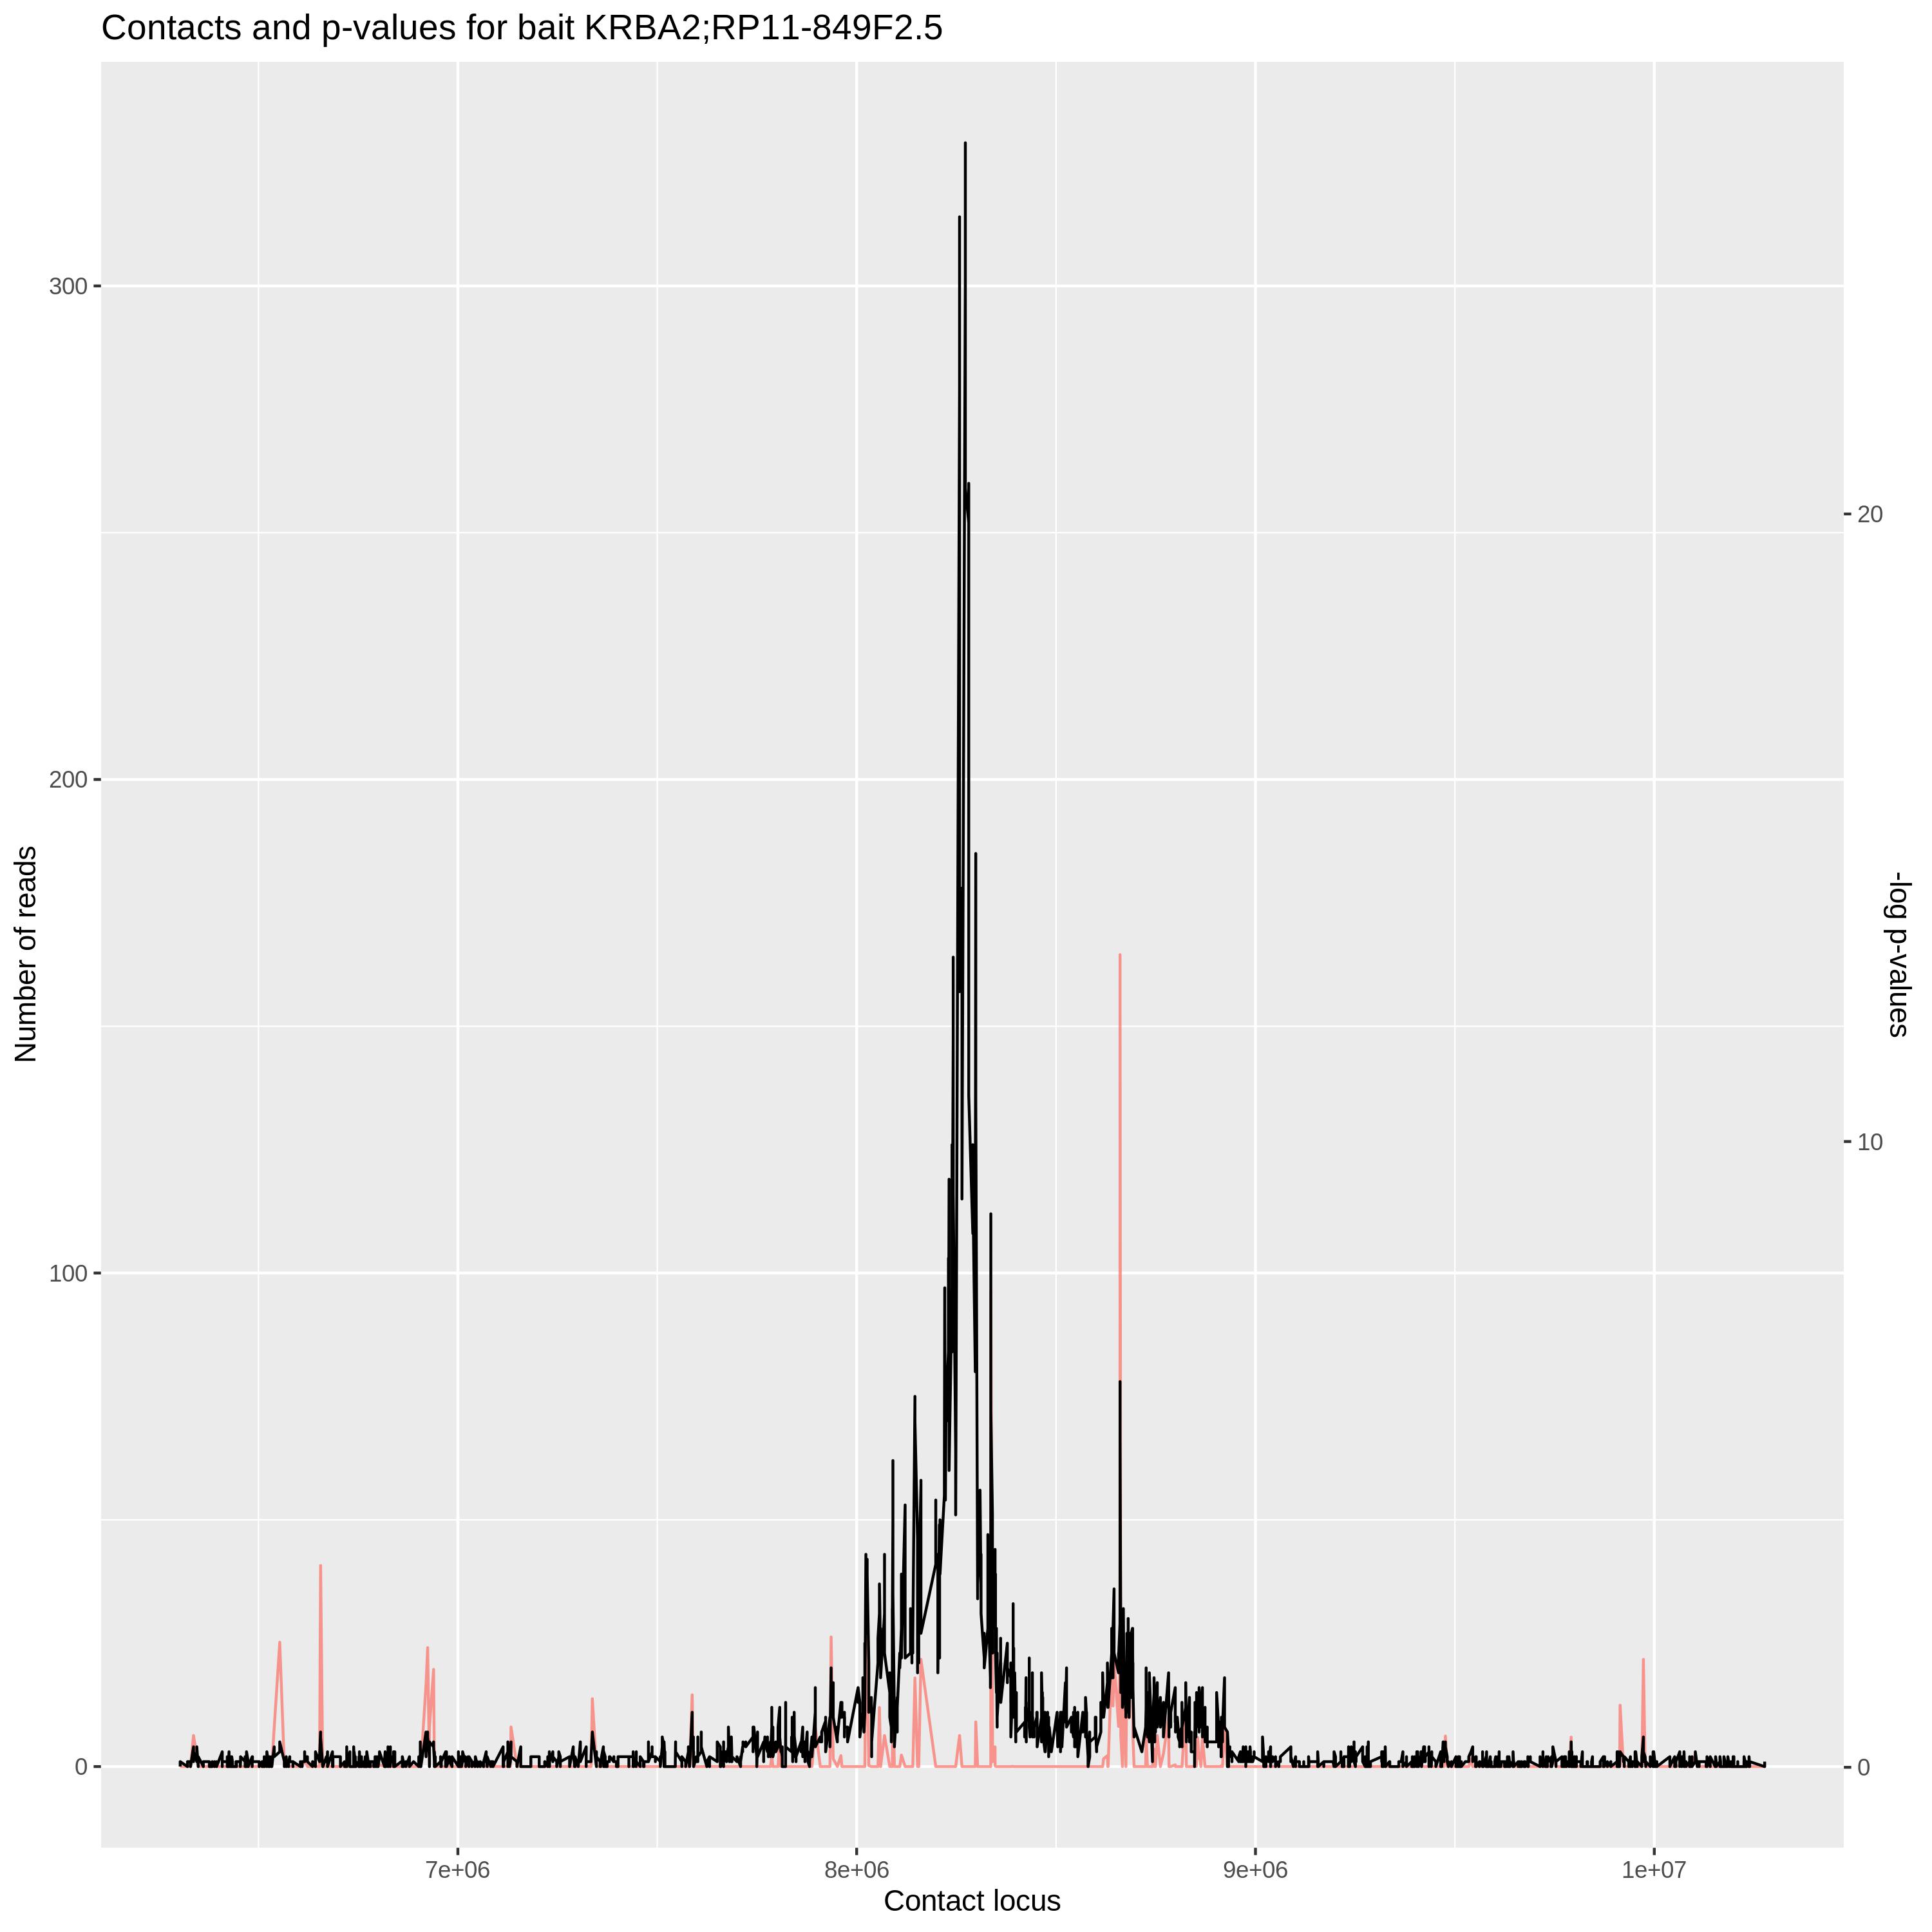 Contacts and p-values for bait KRBA2;RP11-849F2.5
300
200
100
0
Number of reads
20
10
0
-log p-values
7e+06
8e+06
9e+06
1e+07
Contact locus